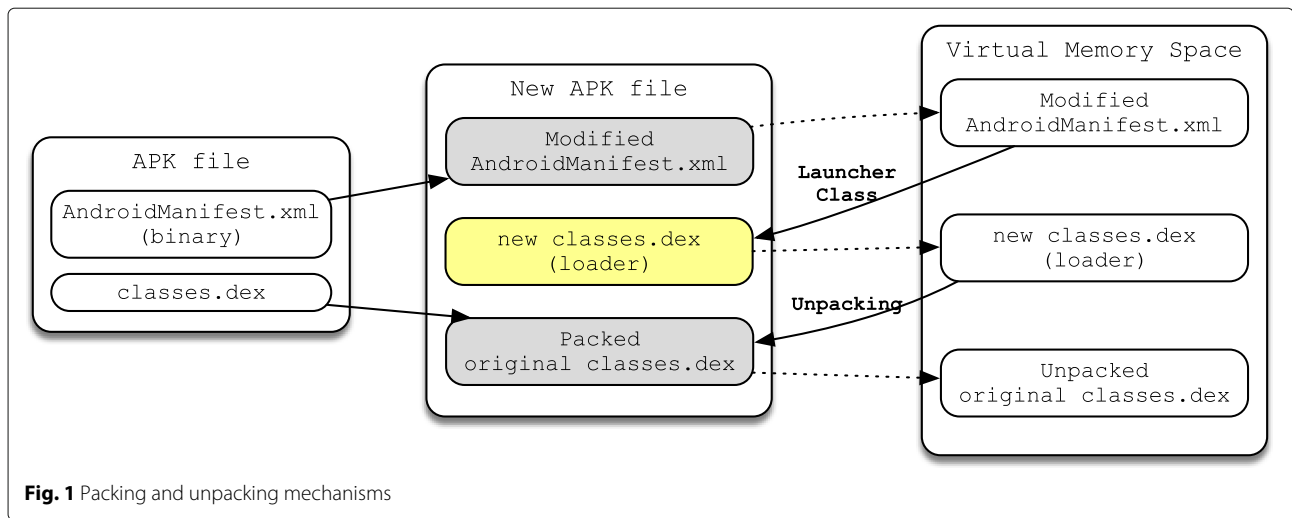 APK file
AndroidManifest.xml
(binary)
classes.dex
New APK file
Modified
AndroidManifest.xml
new classes.dex
(loader)
Packed
original classes.dex
Launcher
Class
Unpacking
Virtual Memory Space
Modified
AndroidManifest.xml
new classes.dex
(loader)
Unpacked
original classes.dex
Fig. 1 Packing and unpacking mechanisms